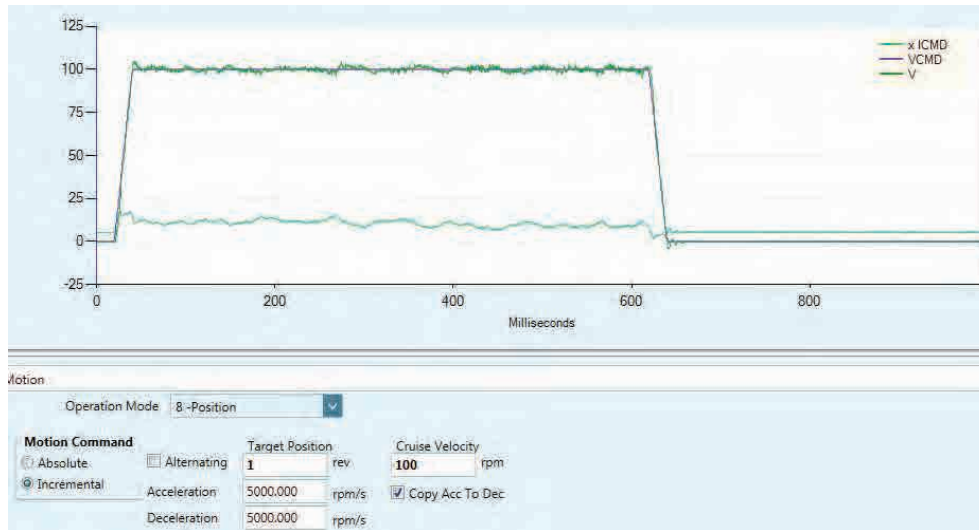 125
100
75
50
25
0
-25
x ICMD
VCMD
V
0 200 400 600 800
Milliseconds
Motion
Operation Mode 8 -Position
Motion Command
Absolute
Incremental
Alternating
Target Position
1 rev
Cruise Velocity
100 rpm
Acceleration 5000.000 rpm/s
Copy Acc To Dec
Deceleration 5000.000 rpm/s